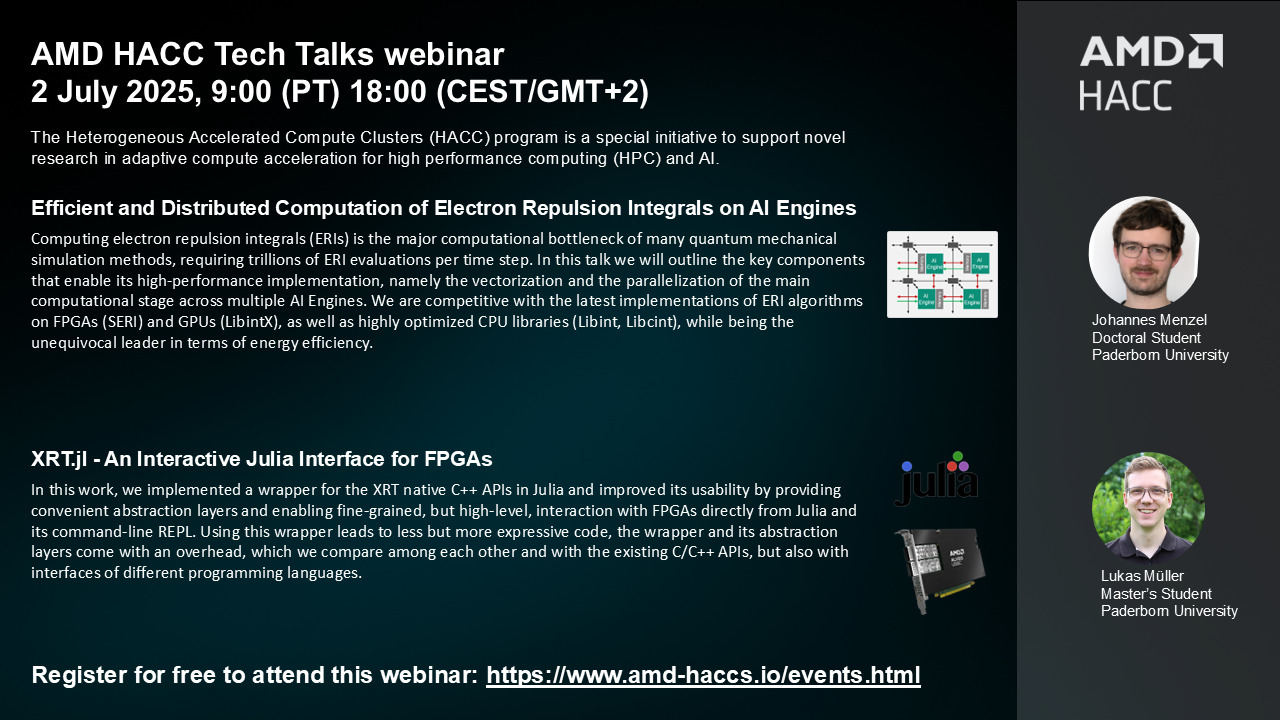 AMD HACC Tech Talks webinar
2 July 2025, 9:00 (PT) 18:00 (CEST/GMT+2)
The Heterogeneous Accelerated Compute Clusters (HACC) program is a special initiative to support novel
research in adaptive compute acceleration for high performance computing (HPC) and AI.
Efficient and Distributed Computation of Electron Repulsion Integrals on AI Engines
Computing electron repulsion integrals (ERIs) is the major computational bottleneck of many quantum mechanical
simulation methods, requiring trillions of ERI evaluations per time step. In this talk we will outline the key components
that enable its high-performance implementation, namely the vectorization and the parallelization of the main
computational stage across multiple AI Engines. We are competitive with the latest implementations of ERI algorithms
on FPGAs (SERI) and GPUs (LibintX), as well as highly optimized CPU libraries (Libint, Libcint), while being the
unequivocal leader in terms of energy efficiency.
AI
Engine
AI
Engine
AI
Engine
AI
Engine
XRT.jl - An Interactive Julia Interface for FPGAs
In this work, we implemented a wrapper for the XRT native C++ APIs in Julia and improved its usability by providing
convenient abstraction layers and enabling fine-grained, but high-level, interaction with FPGAs directly from Julia and
its command-line REPL. Using this wrapper leads to less but more expressive code, the wrapper and its abstraction
layers come with an overhead, which we compare among each other and with the existing C/C++ APIs, but also with
interfaces of different programming languages.
julia
AMD
Register for free to attend this webinar: https://www.amd-haccs.io/events.html
AMD
HACC
Johannes Menzel
Doctoral Student
Paderborn University
Lukas Müller
Master's Student
Paderborn University